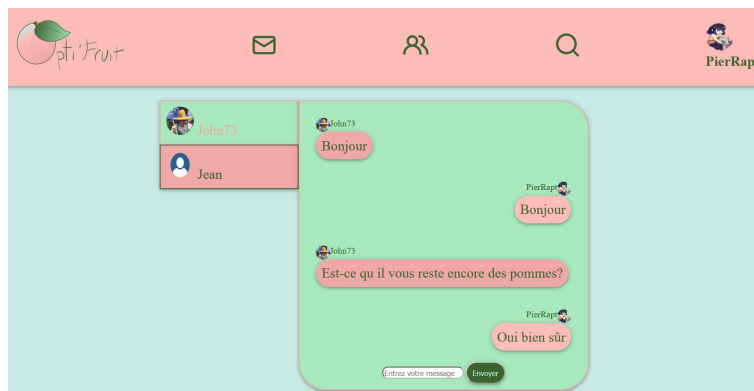 Opti'Fruit
PierRap
John73
Jean
John73
Bonjour
PierRapt
Bonjour
John73
Est-ce qu il vous reste encore des pommes?
PierRapt
Oui bien sûr
Entrez votre message
Envoyer